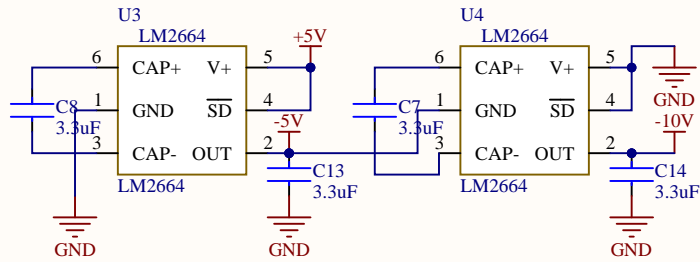 U3
LM2664
+5V
6 CAP+ V+ 5
C8
3.3uF
1 GND SD 4
-5V
3 CAP- OUT 2
LM2664
C13
3.3uF
GND
GND
U4
LM2664
6 CAP+ V+ 5
GND
C7
3.3uF
1 GND SD 4
-10V
3 CAP- OUT 2
LM2664
C14
3.3uF
GND